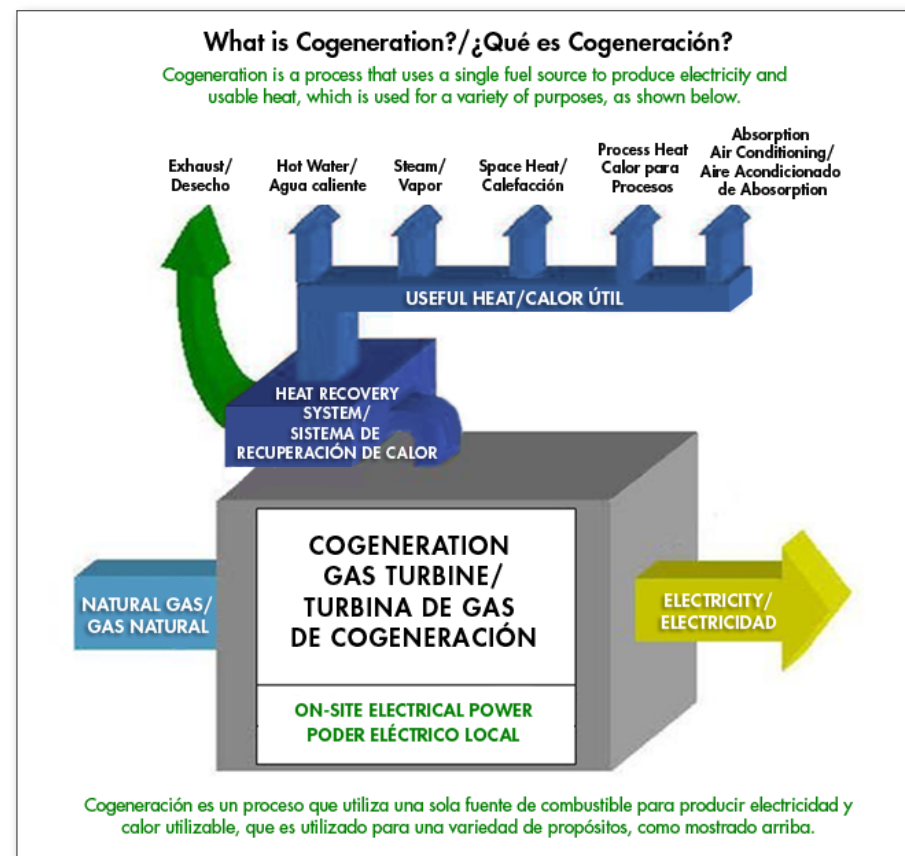 What is Cogeneration?/¿Qué es Cogeneración?
Cogeneration is a process that uses a single fuel source to produce electricity and
usable heat, which is used for a variety of purposes, as shown below.
Exhaust/
Desecho
Hot Water/
Agua caliente
Steam/
Vapor
Space Heat/
Calefacción
Process Heat
Calor para
Procesos
Absorption
Air Conditioning/
Aire Acondicionado
de Abosorption
USEFUL HEAT/CALOR ÚTIL
HEAT RECOVERY
SYSTEM/
SISTEMA DE
RECUPERACIÓN DE CALOR
NATURAL GAS/
GAS NATURAL
COGENERATION
GAS TURBINE/
TURBINA DE GAS
DE COGENERACIÓN
ELECTRICITY/
ELECTRICIDAD
ON-SITE ELECTRICAL POWER
PODER ELÉCTRICO LOCAL
Cogeneración es un proceso que utiliza una sola fuente de combustible para producir electricidad y
calor utilizable, que es utilizado para una variedad de propósitos, como mostrado arriba.